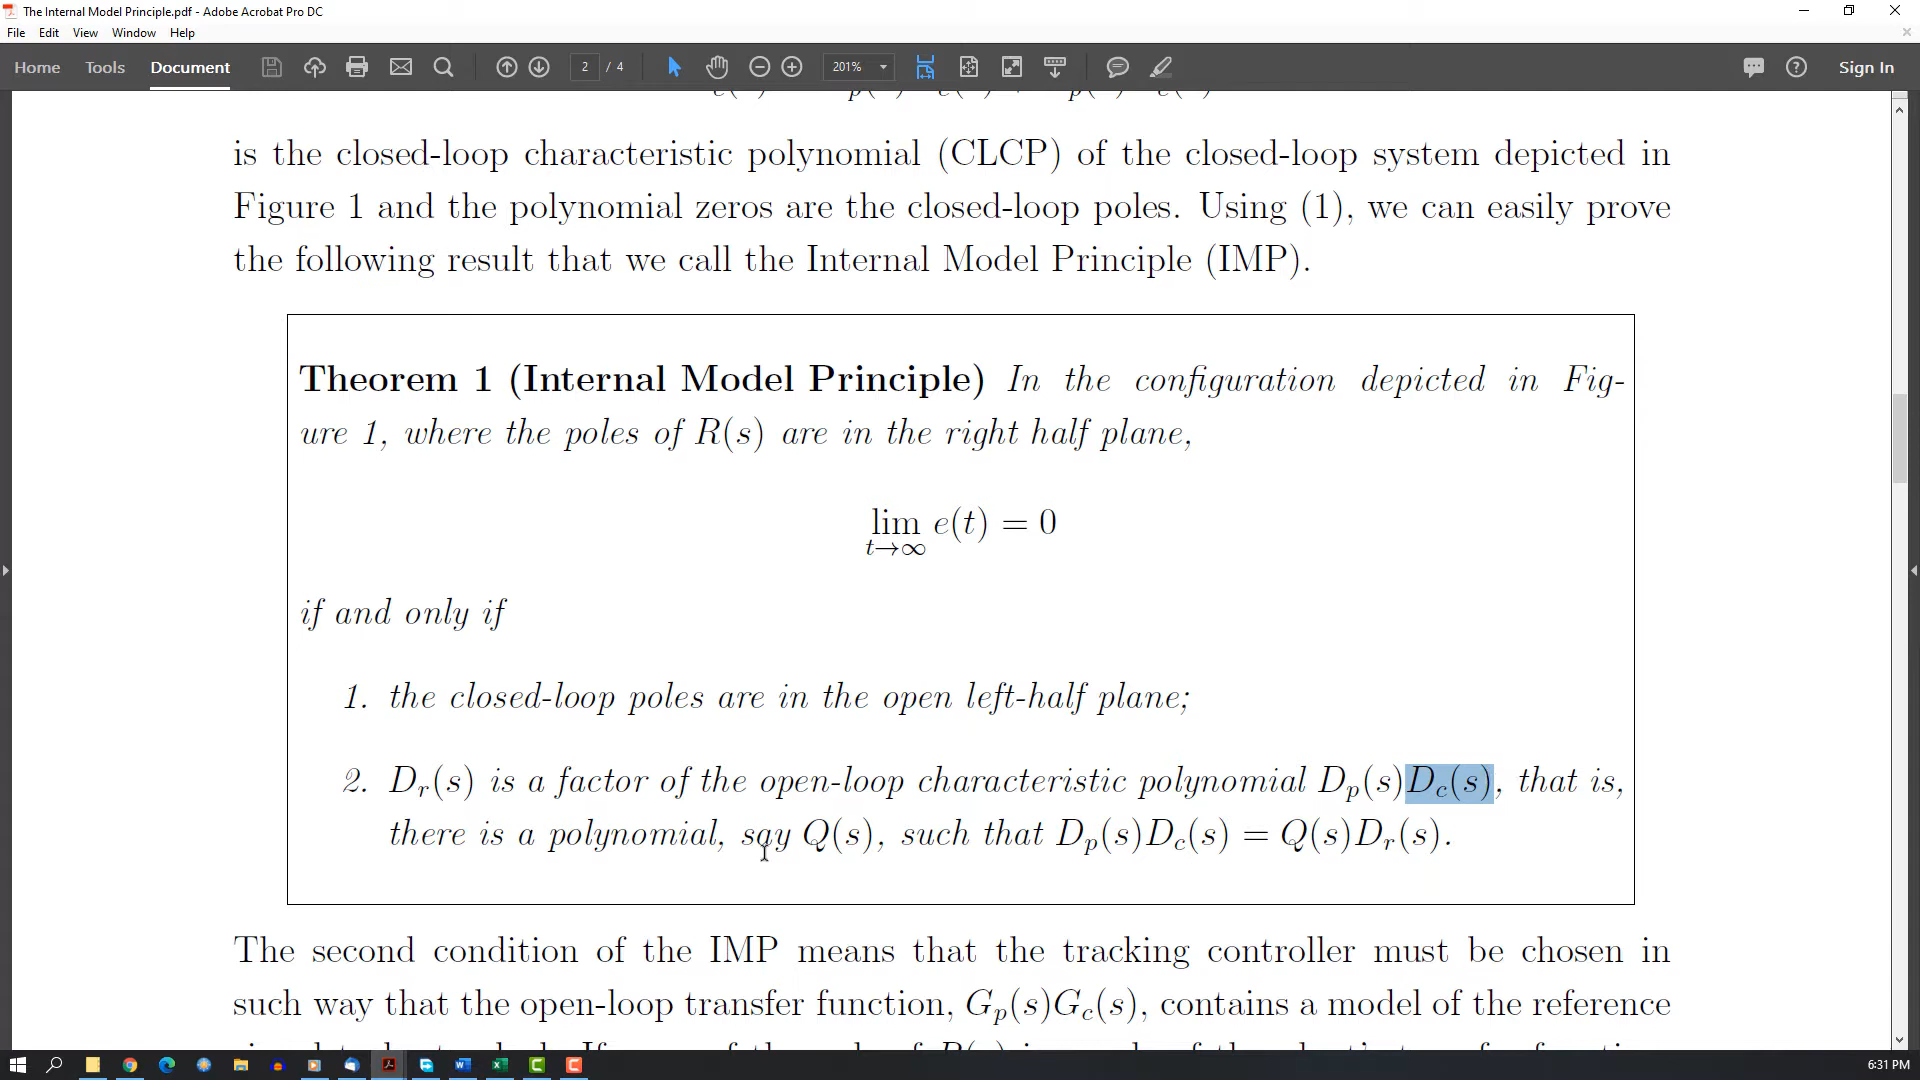 The Internal Model Principle.pdf - Adobe Acrobat Pro DC
File Edit View Window Help
Home Tools Document 2 / 4 201% Sign In
is the closed-loop characteristic polynomial (CLCP) of the closed-loop system depicted in
Figure 1 and the polynomial zeros are the closed-loop poles. Using (1), we can easily prove
the following result that we call the Internal Model Principle (IMP).
Theorem 1 (Internal Model Principle) In the configuration depicted in Fig-
ure 1, where the poles of R(s) are in the right half plane,
lim e(t) = 0
t→∞
if and only if
1. the closed-loop poles are in the open left-half plane;
2. Dr(s) is a factor of the open-loop characteristic polynomial Dp(s)Dc(s), that is,
there is a polynomial, say Q(s), such that Dp(s)Dc(s) = Q(s)Dr(s).
The second condition of the IMP means that the tracking controller must be chosen in
such way that the open-loop transfer function, Gp(s)Gc(s), contains a model of the reference
6:31 PM